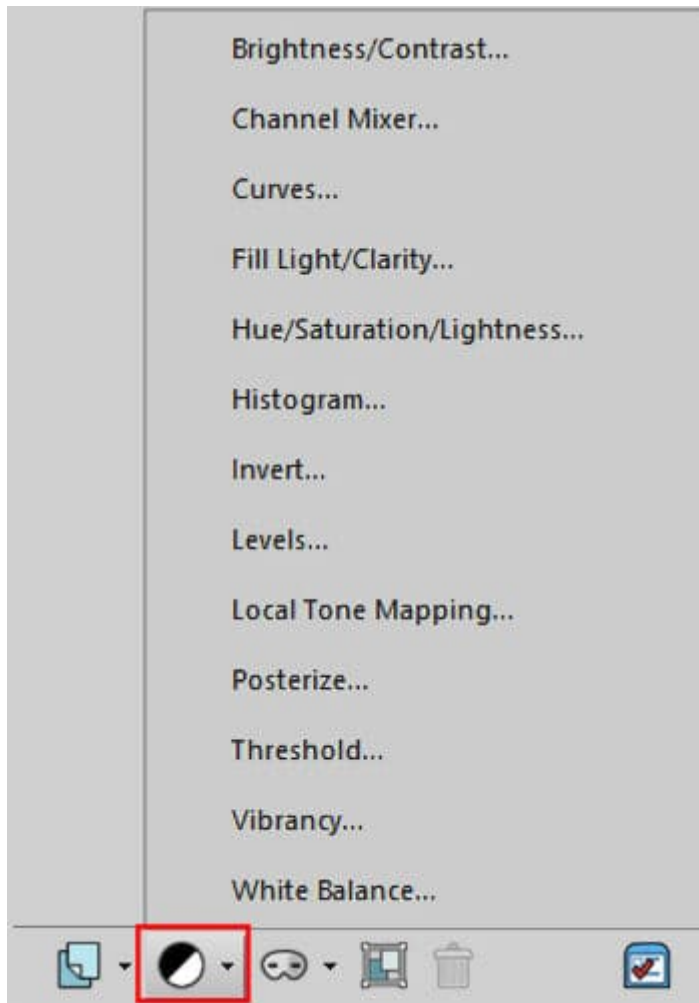 Brightness/Contrast...
Channel Mixer...
Curves...
Fill Light/Clarity...
Hue/Saturation/Lightness...
Histogram...
Invert...
Levels...
Local Tone Mapping...
Posterize...
Threshold...
Vibrancy...
White Balance...